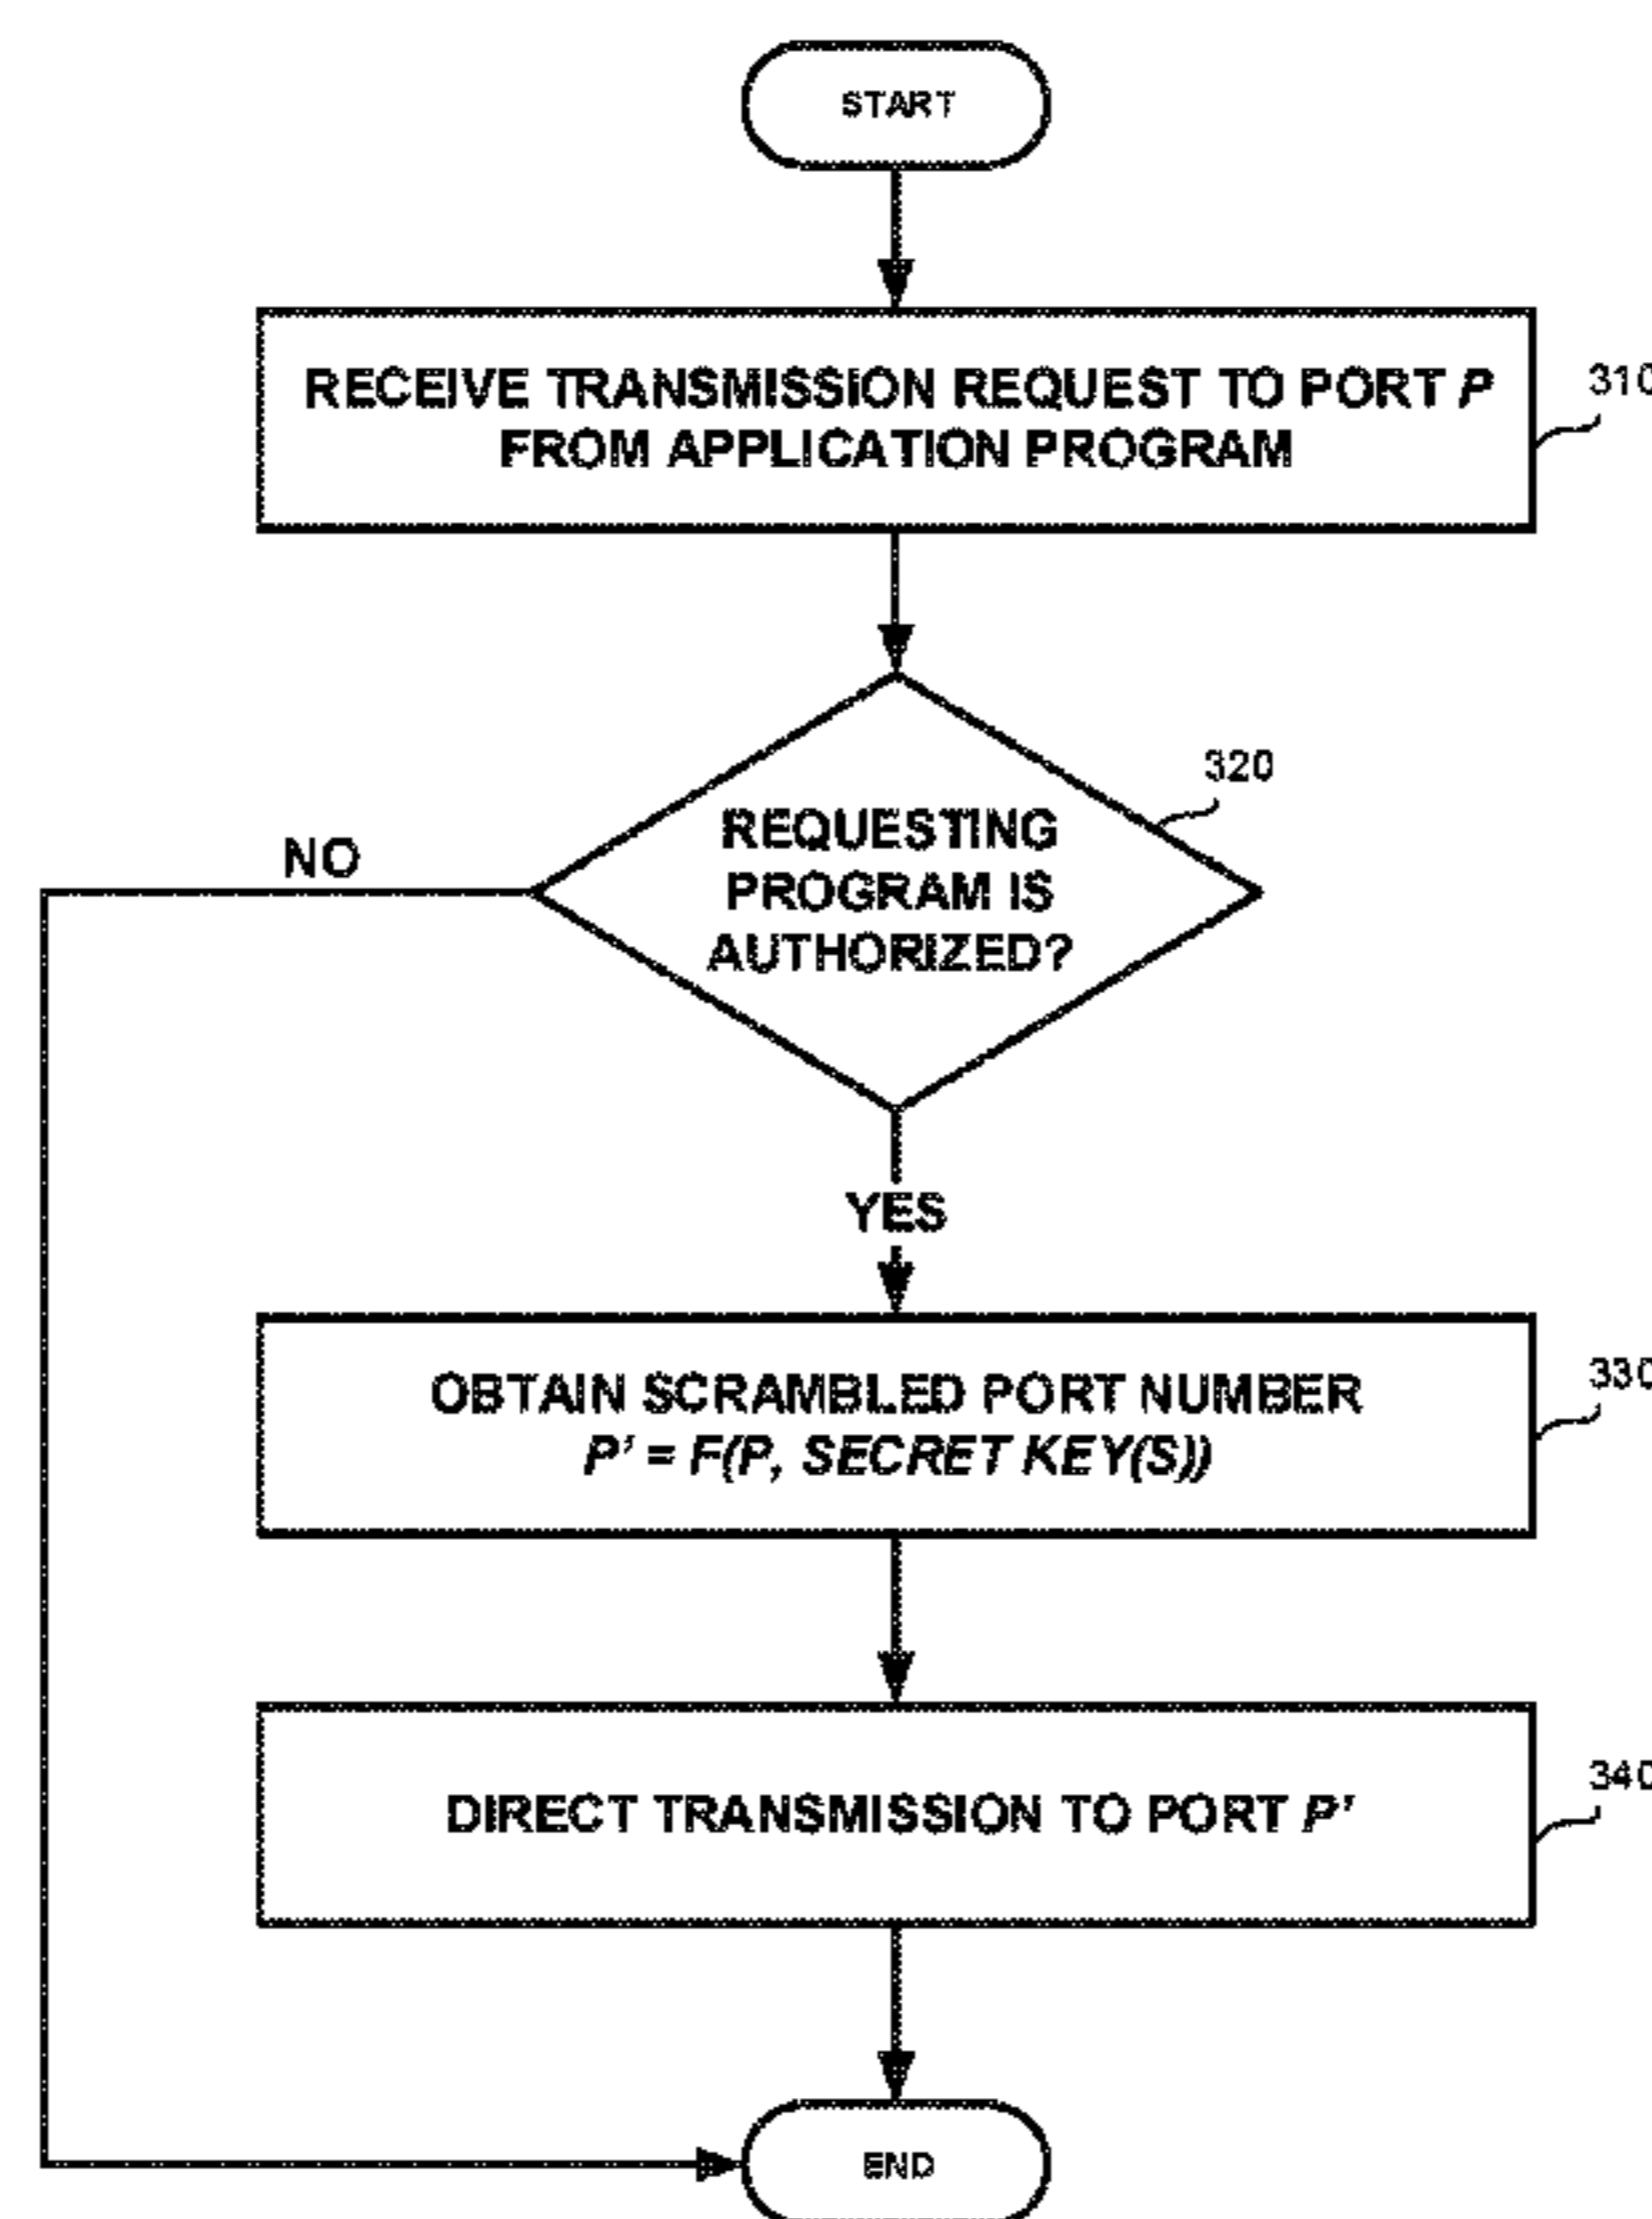 START
RECEIVE TRANSMISSION REQUEST TO PORT P
FROM APPLICATION PROGRAM
310
320
REQUESTING
PROGRAM IS
AUTHORIZED?
NO
YES
OBTAIN SCRAMBLED PORT NUMBER
P' = F(P, SECRET KEY(S))
330
DIRECT TRANSMISSION TO PORT P'
340
END